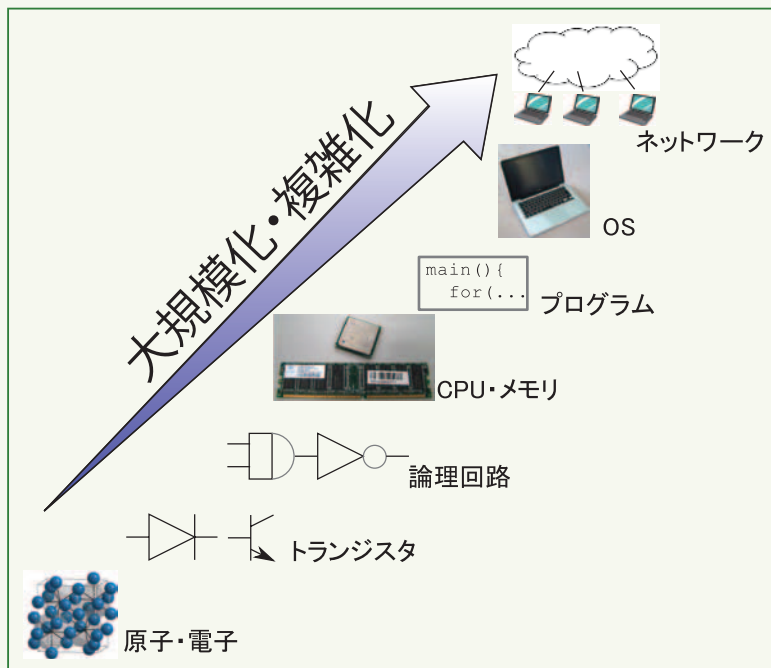 大規模化・複雑化
ネットワーク
OS
main(){
for(...
プログラム
CPU・メモリ
論理回路
トランジスタ
原子・電子